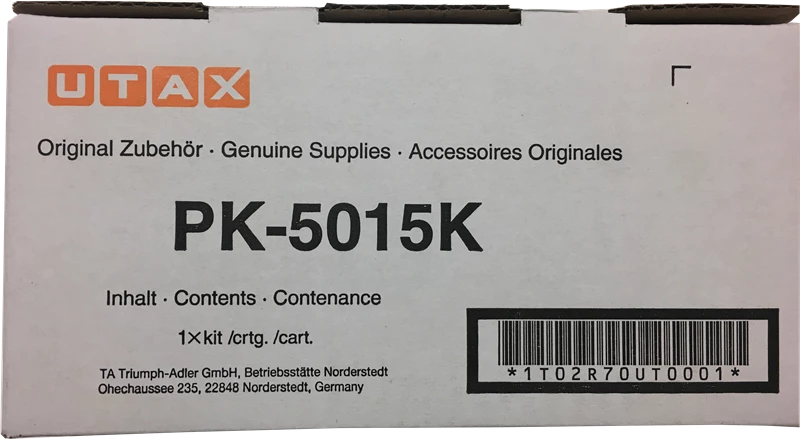 UTAX
Original Zubehör · Genuine Supplies · Accessoires Originales
PK-5015K
Inhalt · Contents · Contenance
1×kit /crtg. /cart.
TA Triumph-Adler GmbH, Betriebsstätte Norderstedt
Ohechaussee 235, 22848 Norderstedt, Germany
*1T02R70UT0001*